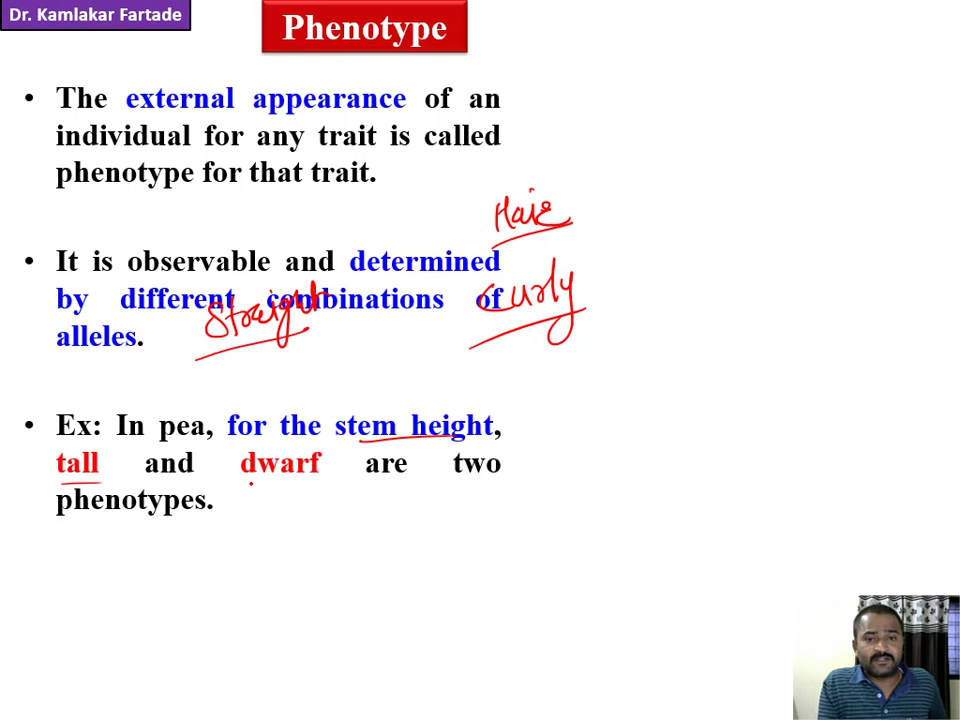 Dr. Kamlakar Fartade
Phenotype
• The external appearance of an
individual for any trait is called
phenotype for that trait.
Hair
• It is observable and determined
by different combinations of
alleles.
Straight
Curly
• Ex: In pea, for the stem height,
tall and dwarf are two
phenotypes.